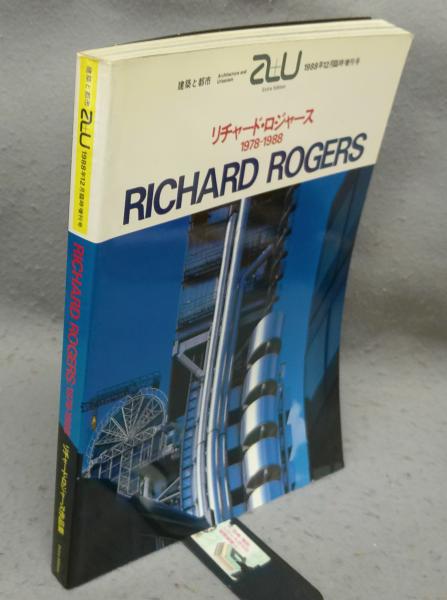 建築と都市
Architecture and
Urbanism
a+u
Extra Edition
1988年12月臨時増刊号
リチャード・ロジャース
1978-1988
RICHARD ROGERS
建築と都市
a+u
1988年12月臨時増刊号
RICHARD ROGERS 1978-1988
リチャード・ロジャース作品集
Extra Edition